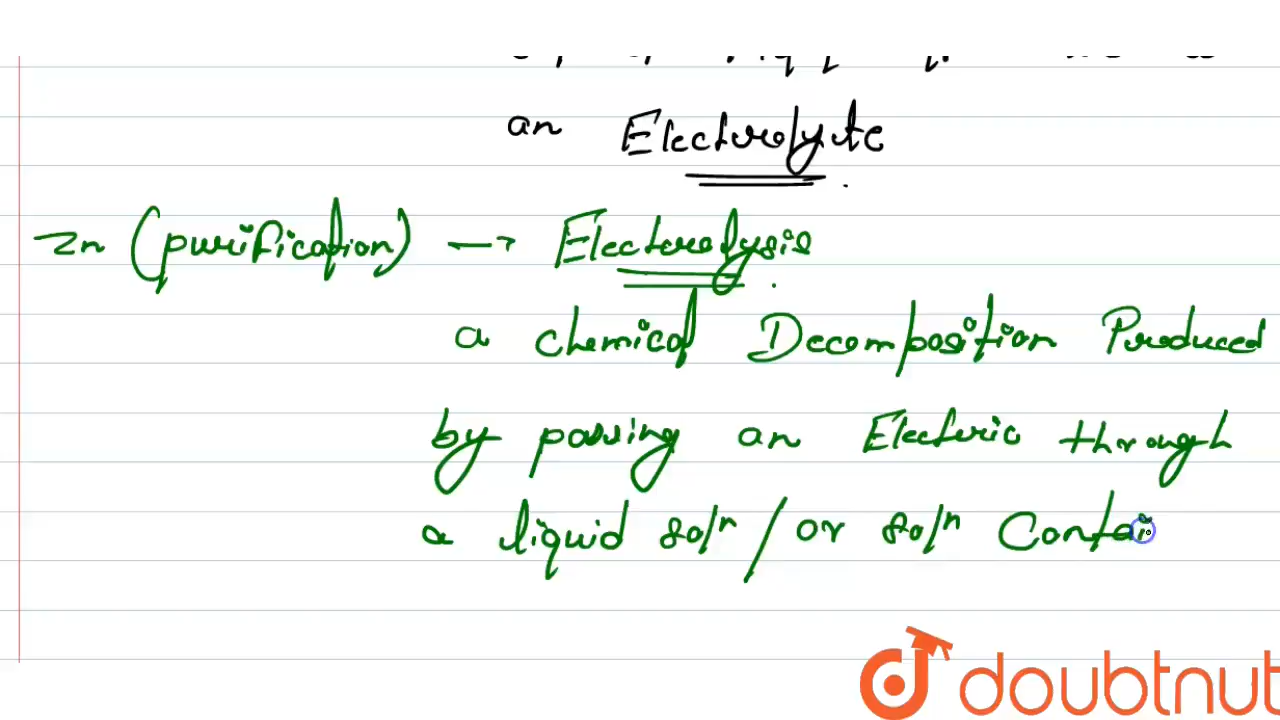 an Electrolyte
Zn (purification) → Electrolysis
a chemical Decomposition Produced
by passing an Electric through
a liquid solⁿ / or solⁿ Contai
doubtnut